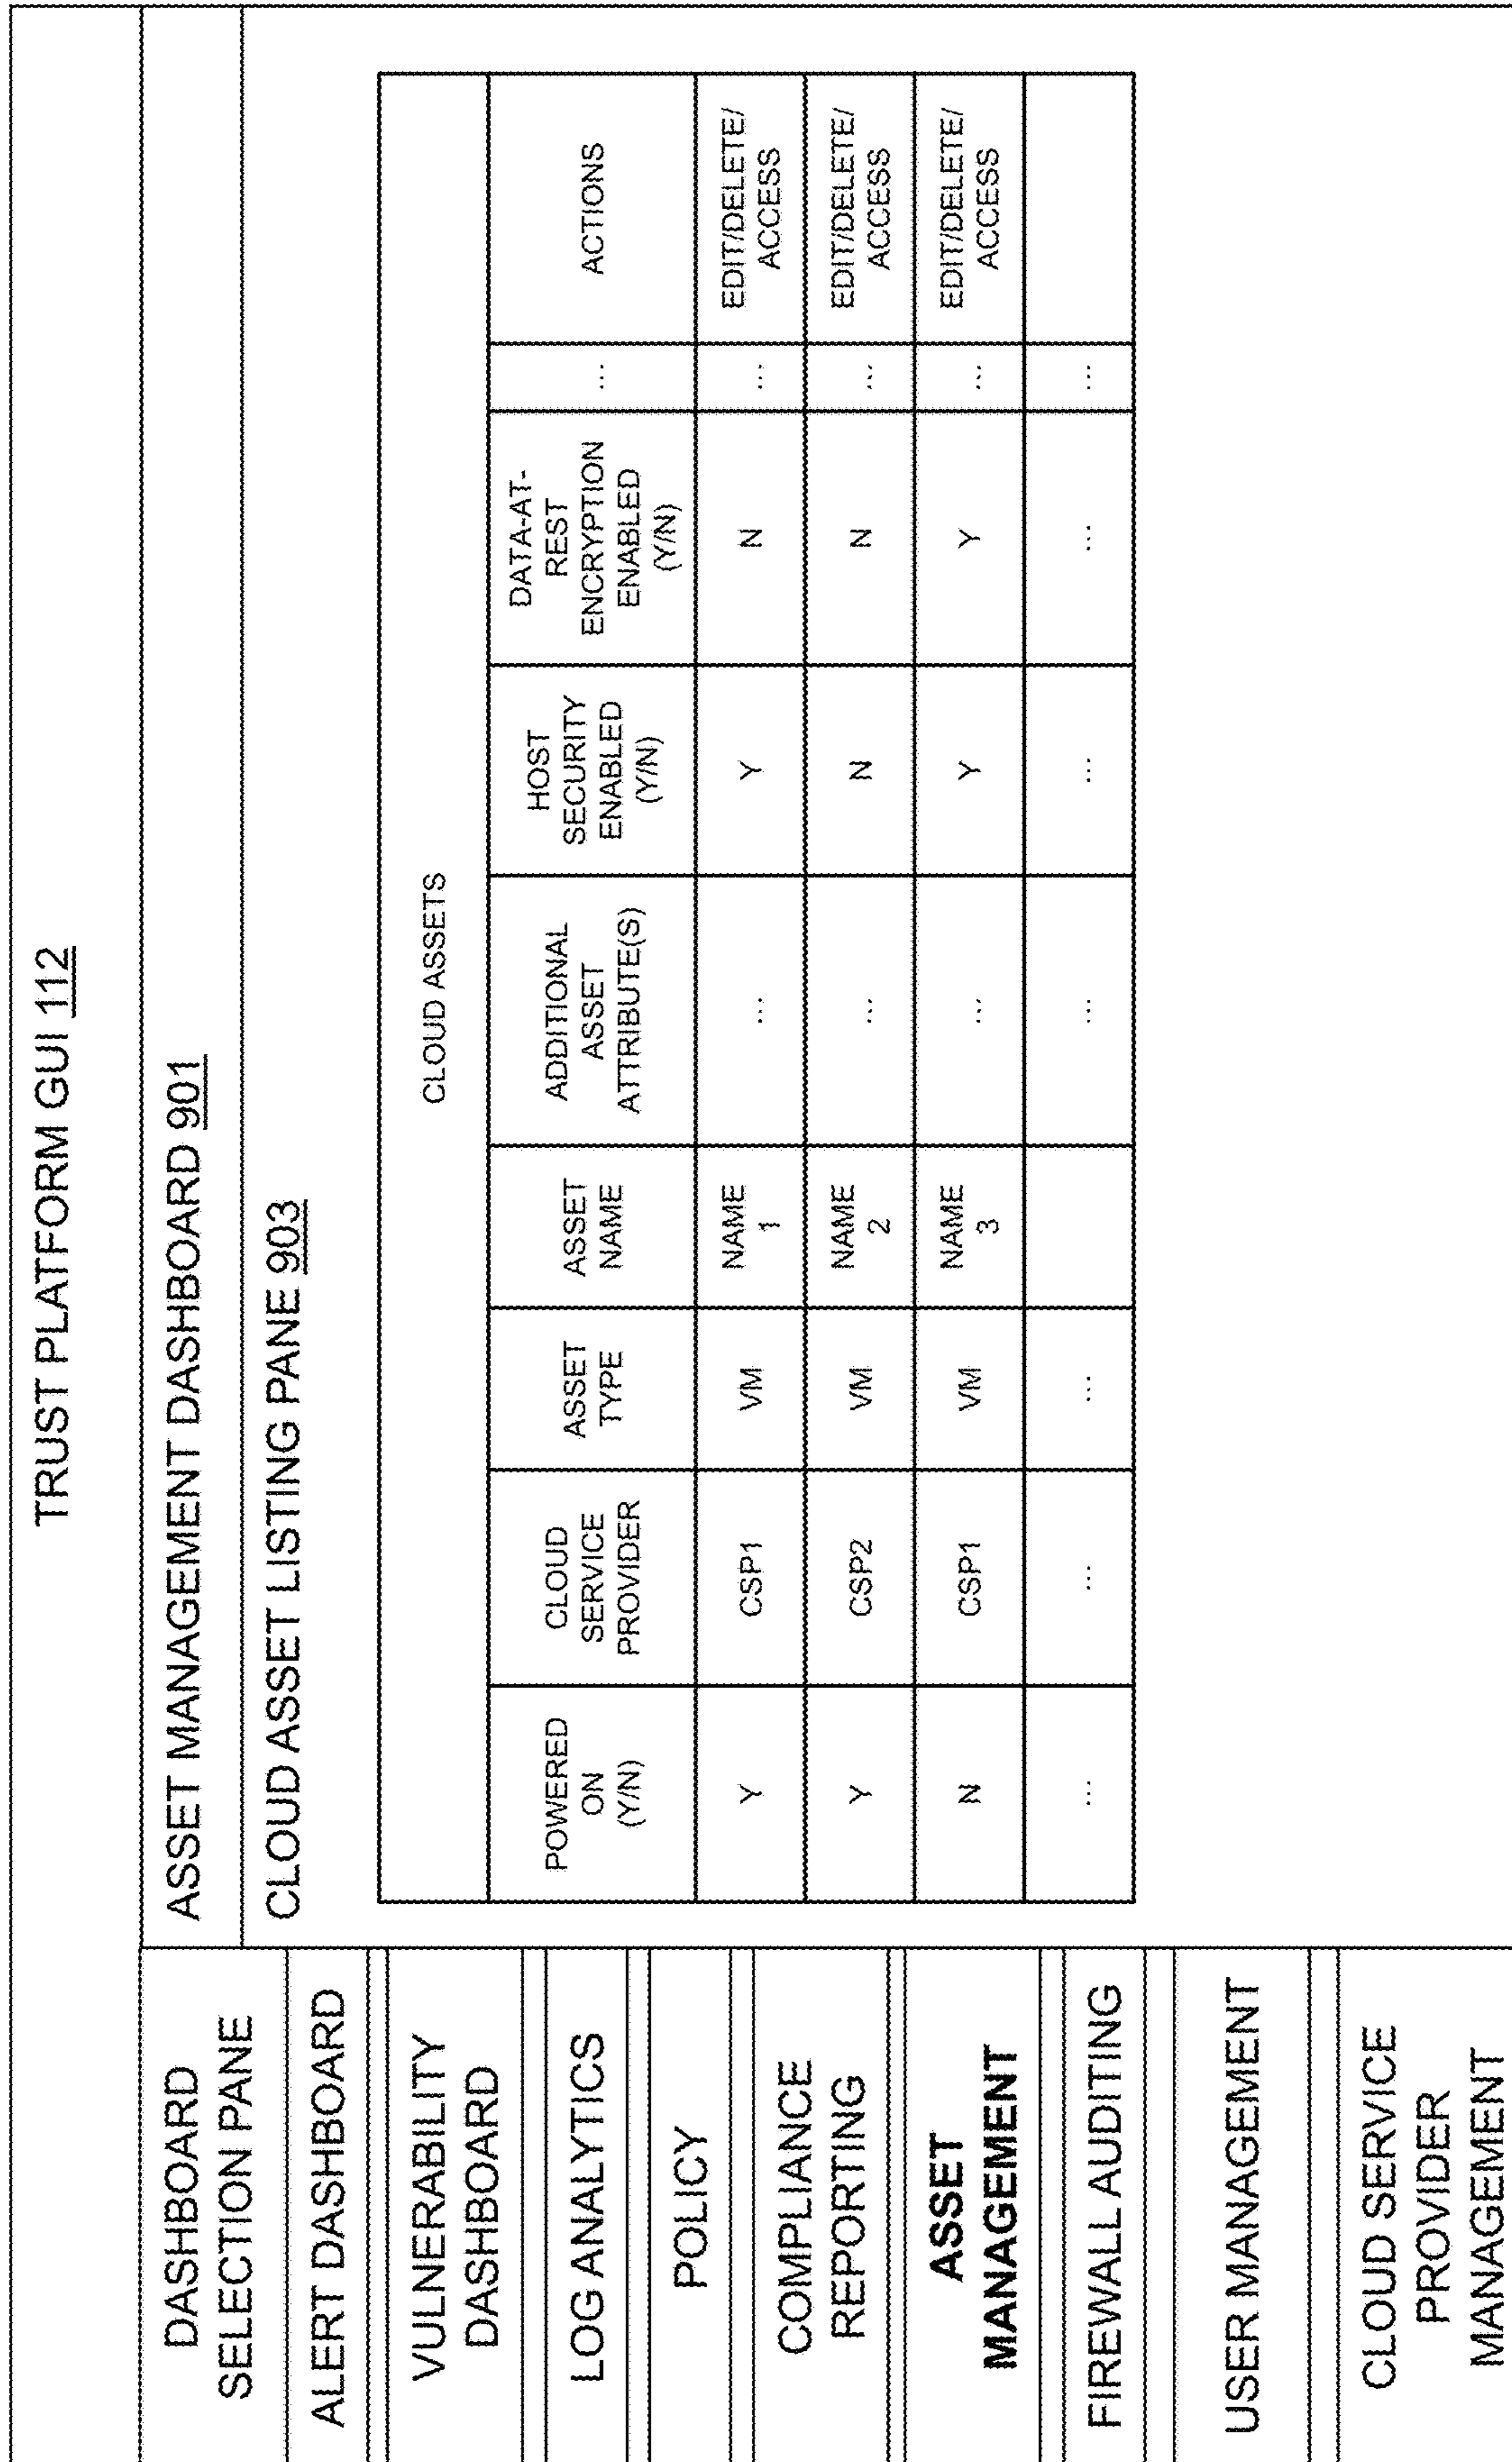 TRUST PLATFORM GUI 112
DASHBOARD
SELECTION PANE
ALERT DASHBOARD
VULNERABILITY
DASHBOARD
LOG ANALYTICS
POLICY
COMPLIANCE
REPORTING
ASSET
MANAGEMENT
FIREWALL AUDITING
USER MANAGEMENT
CLOUD SERVICE
PROVIDER
MANAGEMENT
ASSET MANAGEMENT DASHBOARD 901
CLOUD ASSET LISTING PANE 903
CLOUD ASSETS
POWERED
ON
(Y/N)
CLOUD
SERVICE
PROVIDER
ASSET
TYPE
ASSET
NAME
ADDITIONAL
ASSET
ATTRIBUTE(S)
HOST
SECURITY
ENABLED
(Y/N)
DATA-AT-
REST
ENCRYPTION
ENABLED
(Y/N)
...
ACTIONS
Y
CSP1
VM
NAME
1
...
Y
N
...
EDIT/DELETE/
ACCESS
Y
CSP2
VM
NAME
2
...
N
N
...
EDIT/DELETE/
ACCESS
N
CSP1
VM
NAME
3
...
Y
Y
...
EDIT/DELETE/
ACCESS
...
...
...
...
...
...
...